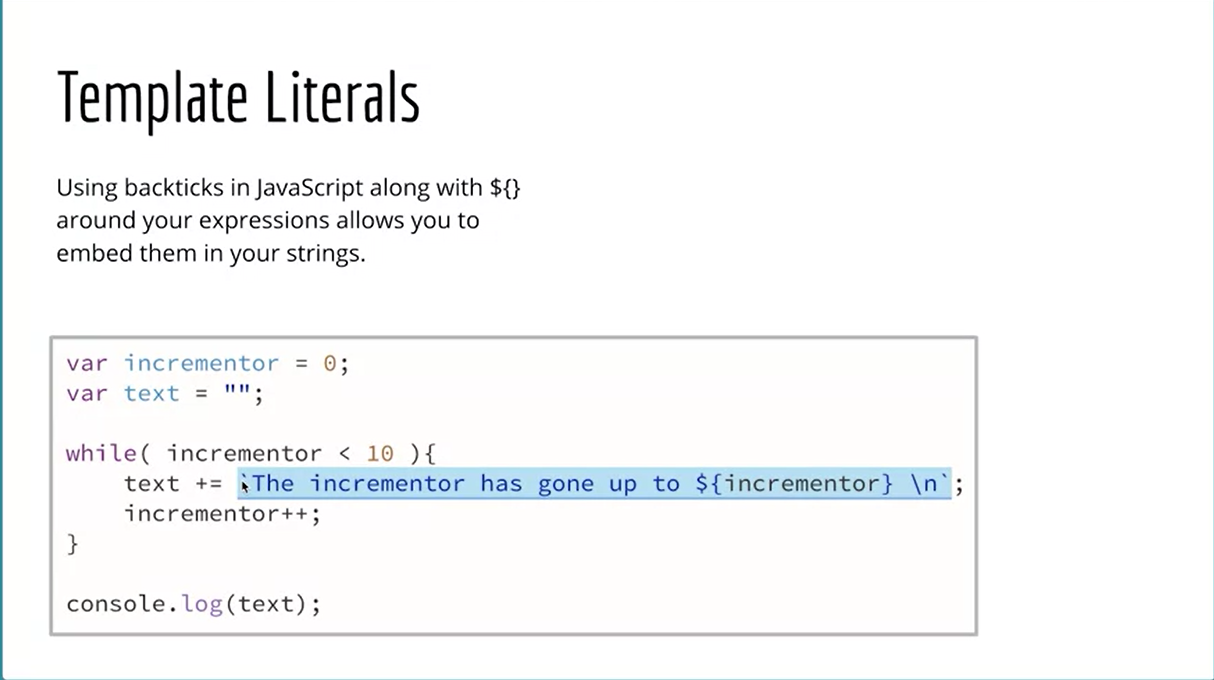 Template Literals
Using backticks in JavaScript along with ${}
around your expressions allows you to
embed them in your strings.
var incrementor = 0;
var text = "";
while( incrementor < 10 ){
    text += `The incrementor has gone up to ${incrementor} \n`;
    incrementor++;
}
console.log(text);